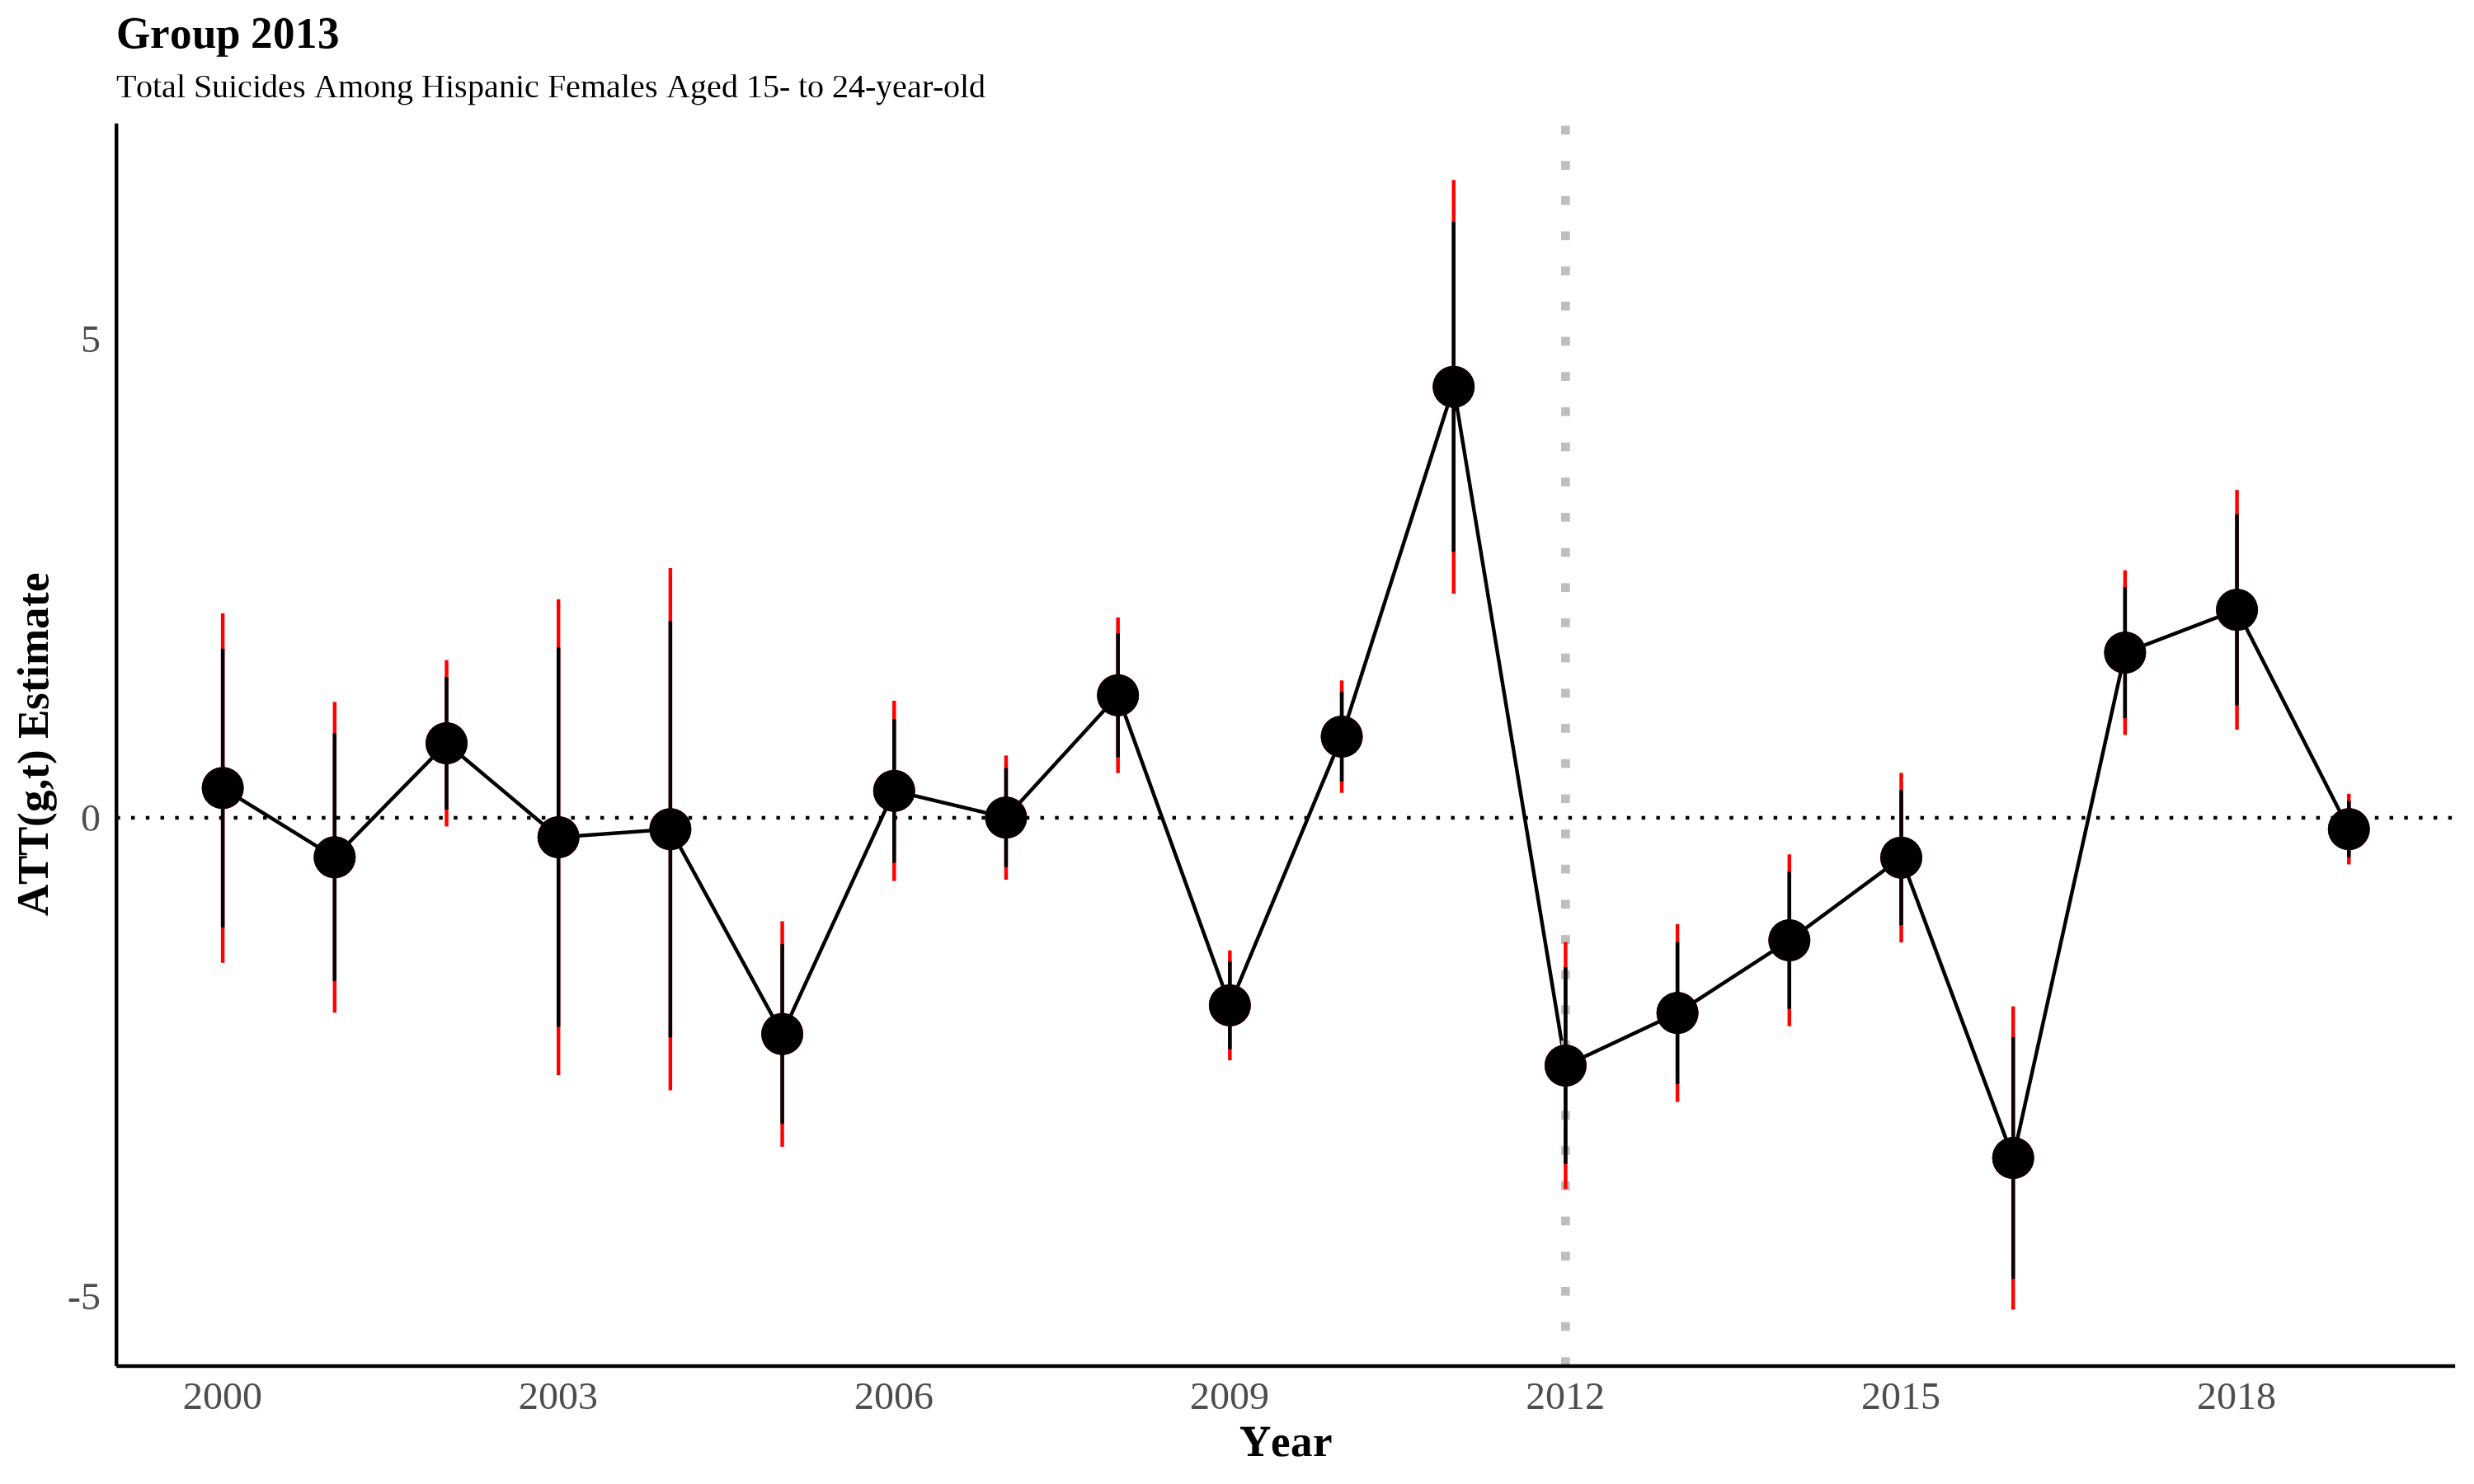 Group 2013
Total Suicides Among Hispanic Females Aged 15- to 24-year-old
ATT(g,t) Estimate
5
0
-5
2000 2003 2006 2009 2012 2015 2018
Year